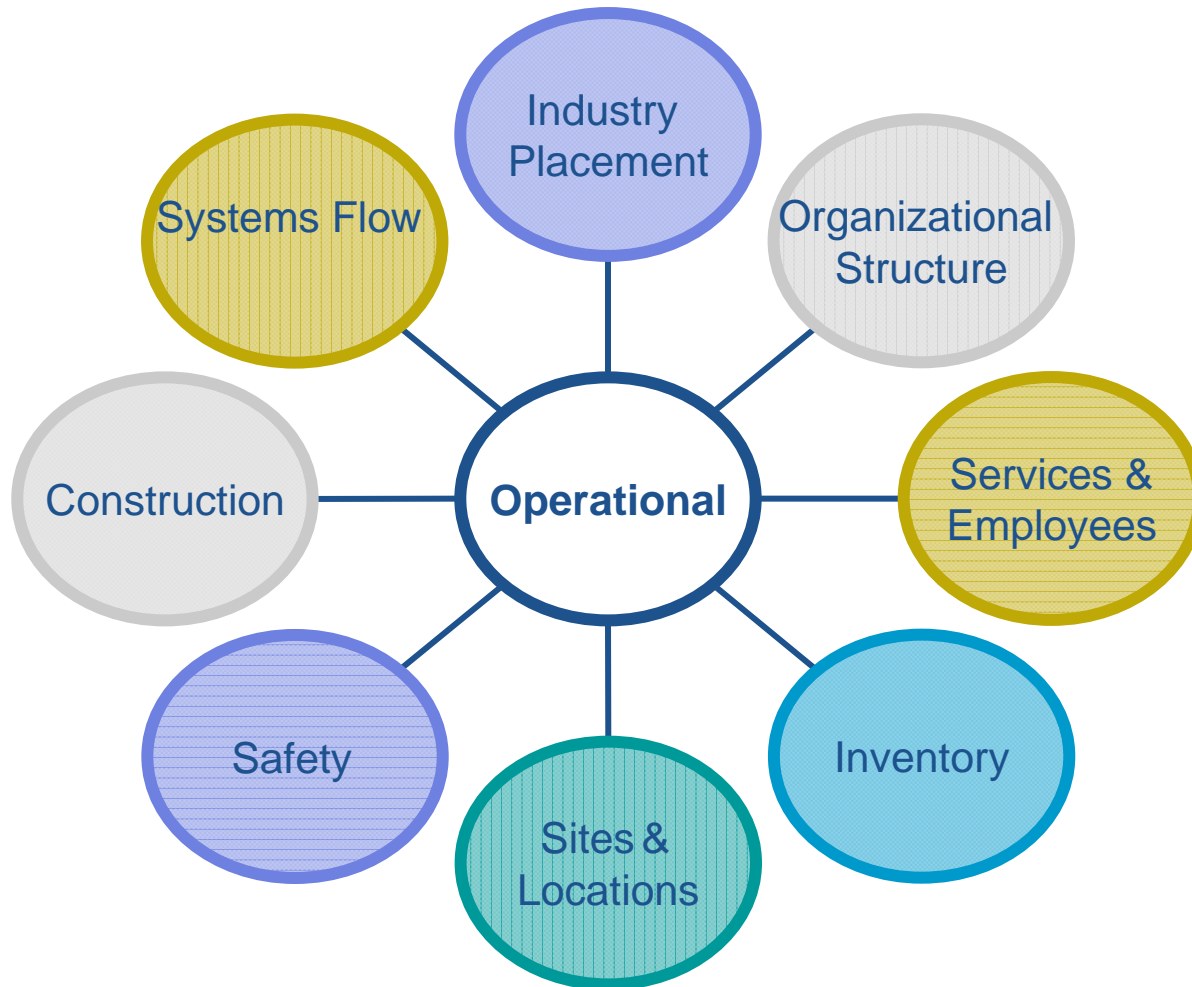 Industry
Placement
Organizational
Structure
Services &
Employees
Inventory
Sites &
Locations
Safety
Construction
Systems Flow
Operational